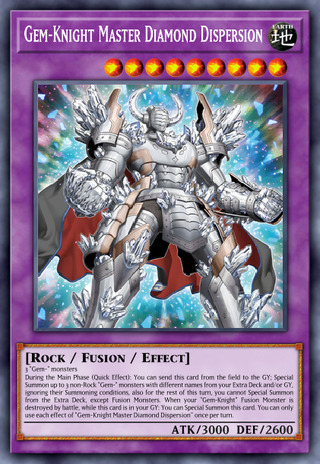 Gem-Knight Master Diamond Dispersion
EARTH
地
[Rock / Fusion / Effect]
3 "Gem-" monsters
During the Main Phase (Quick Effect): You can send this card from the field to the GY; Special
Summon up to 3 non-Rock "Gem-" monsters with different names from your Extra Deck and/or GY,
ignoring their Summoning conditions, also for the rest of this turn, you cannot Special Summon
from the Extra Deck, except Fusion Monsters. When your "Gem-Knight" Fusion Monster is
destroyed by battle, while this card is in your GY: You can Special Summon this card. You can only
use each effect of "Gem-Knight Master Diamond Dispersion" once per turn.
ATK/3000 DEF/2600